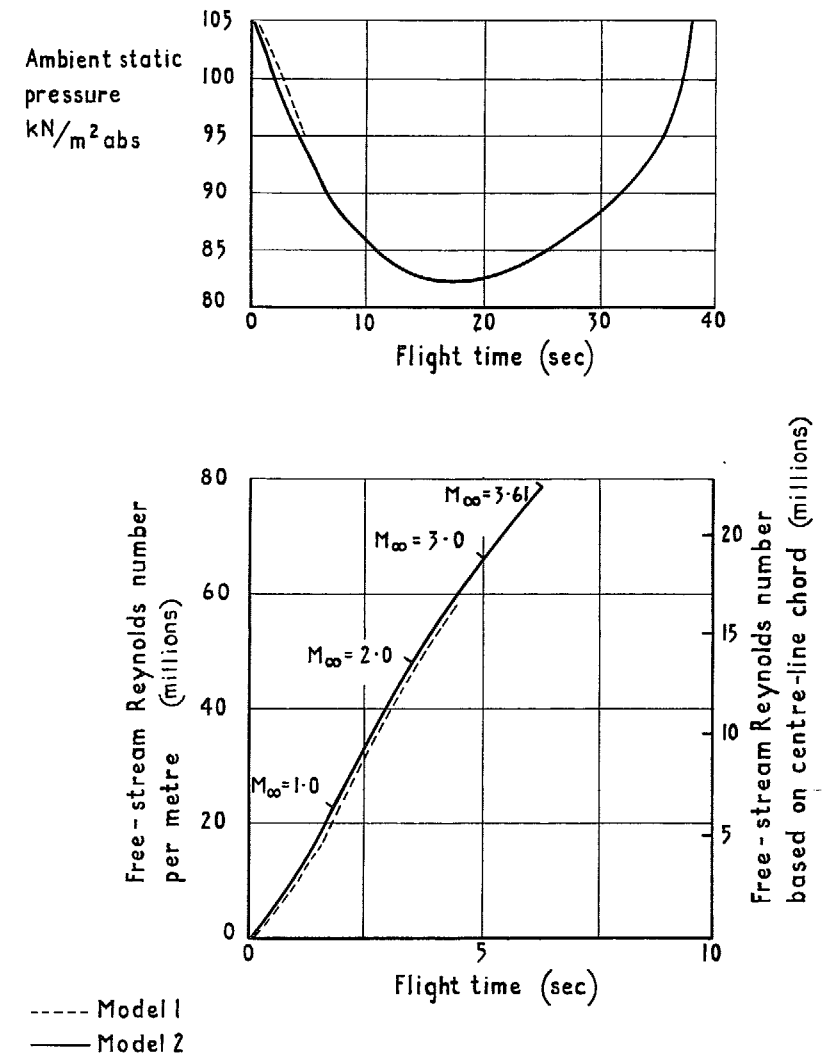 Ambient static
pressure
kN/m² abs
105
100
95
90
85
80
0
10
20
30
40
Flight time (sec)
Free-stream Reynolds number
per metre (millions)
80
60
40
20
0
M∞=3·61
M∞=3·0
M∞=2·0
M∞=1·0
20
15
10
5
Free-stream Reynolds number
based on centre-line chord (millions)
0
5
10
Flight time (sec)
Model 1
Model 2